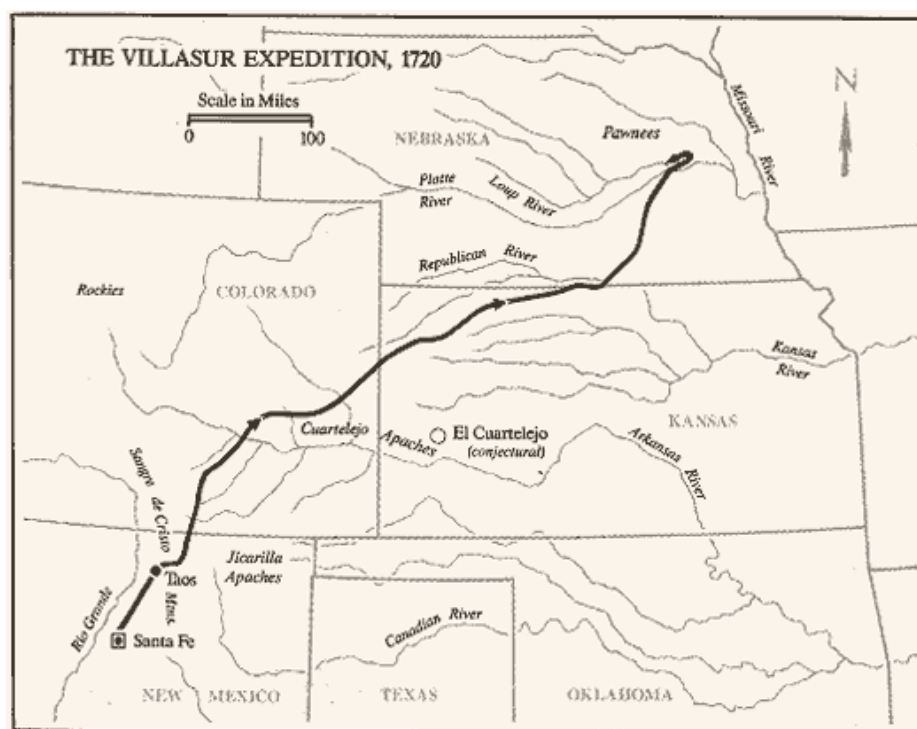 THE VILLASUR EXPEDITION, 1720
Scale in Miles
0 100
N
Missouri
River
Pawnees
NEBRASKA
Platte
River
Loup River
Republican River
Rockies
COLORADO
Kansas
River
Cuartelejo
Apaches
El Cuartelejo
(conjectural)
KANSAS
Arkansas
River
Sangre de Cristo
Mtns.
Taos
Jicarilla
Apaches
Rio Grande
Santa Fe
Canadian River
NEW MEXICO
TEXAS
OKLAHOMA